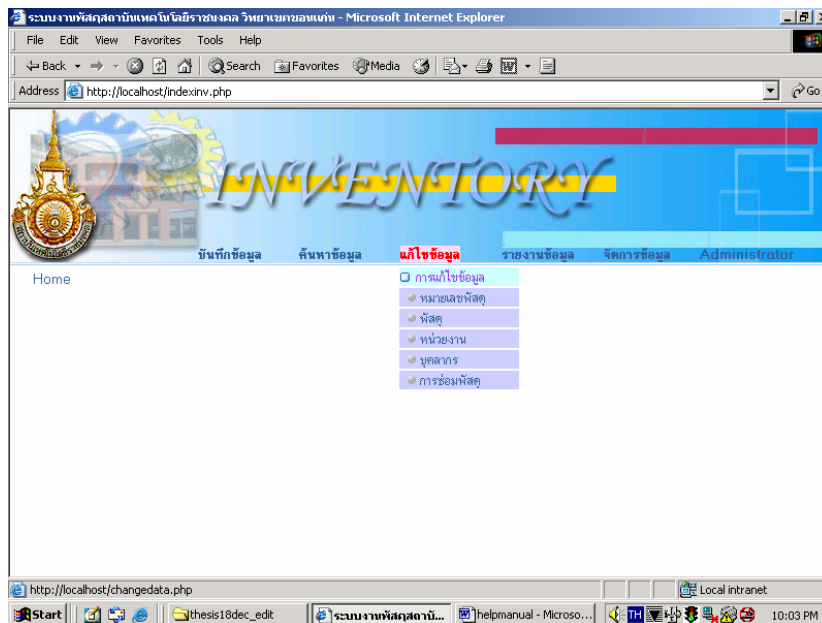 ระบบงานพัสดุสถาบันเทคโนโลยีราชมงคล วิทยาเขตขอนแก่น - Microsoft Internet Explorer
File Edit View Favorites Tools Help
Back Search Favorites Media
Address http://localhost/indexinv.php Go
INVENTORY
บันทึกข้อมูล ค้นหาข้อมูล แก้ไขข้อมูล รายงานข้อมูล จัดการข้อมูล Administrator
Home
การแก้ไขข้อมูล
หมายเลขพัสดุ
พัสดุ
หน่วยงาน
บุคลากร
การซ่อมพัสดุ
http://localhost/changedata.php Local intranet
Start thesis18dec_edit ระบบงานพัสดุสถาบั... helpmanual - Microso... TH 10:03 PM